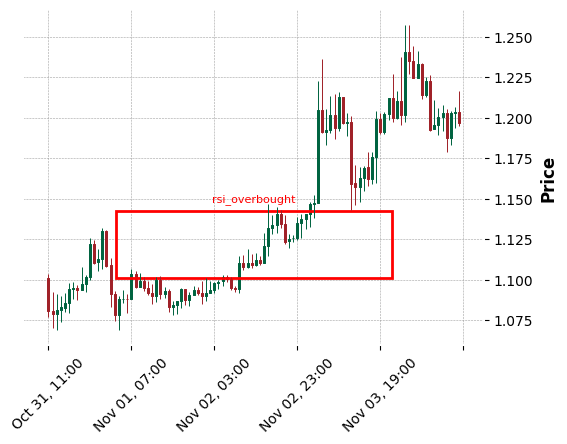 1.250
1.225
1.200
1.175
1.150
1.125
1.100
1.075
Price
rsi_overbought
Oct 31, 11:00
Nov 01, 07:00
Nov 02, 03:00
Nov 02, 23:00
Nov 03, 19:00